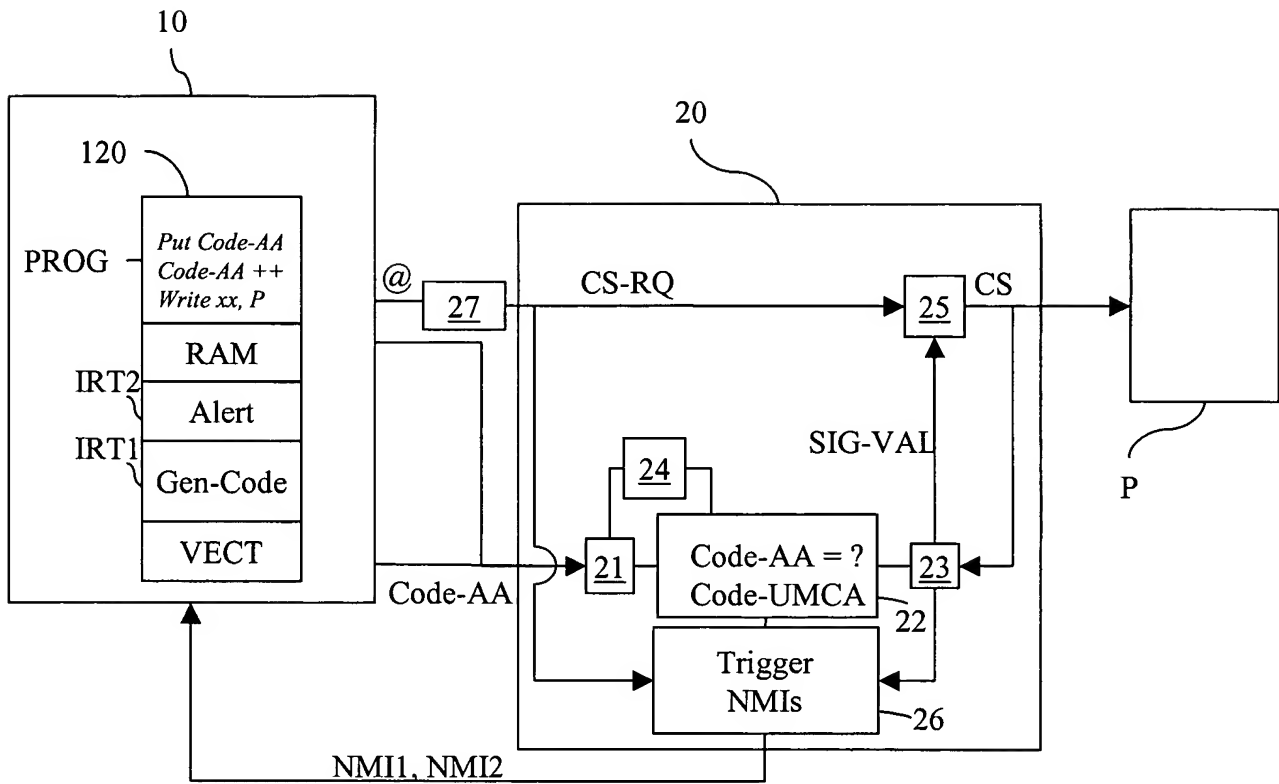 10
20
120
Put Code-AA
Code-AA ++
Write xx, P
PROG
@
27
CS-RQ
25
CS
RAM
IRT2
Alert
IRT1
Gen-Code
VECT
SIG-VAL
P
24
21
Code-AA = ?
Code-UMCA
23
Code-AA
22
Trigger
NMIs
26
NMI1, NMI2